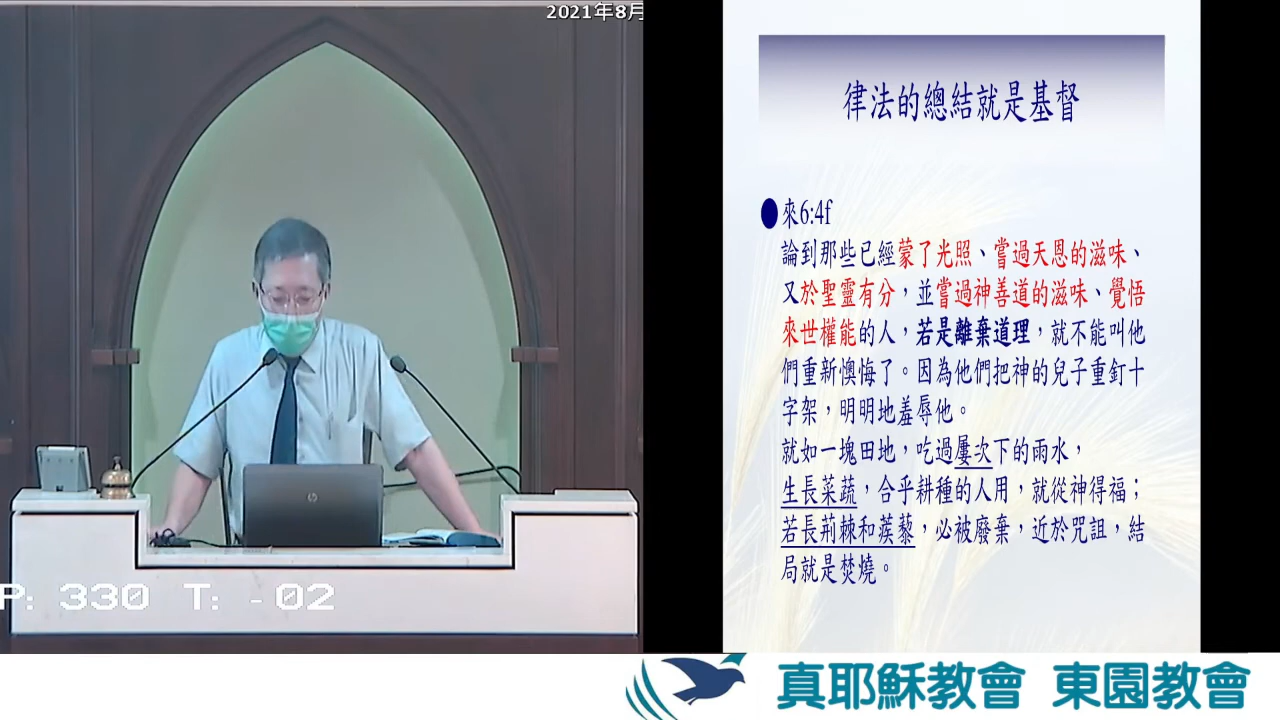 2021年8月
律法的總結就是基督
來6:4f
論到那些已經蒙了光照、嘗過天恩的滋味、
又於聖靈有分，並嘗過神善道的滋味、覺悟
來世權能的人，若是離棄道理，就不能叫他
們重新懊悔了。因為他們把神的兒子重釘十
字架，明明地羞辱他。
就如一塊田地，吃過屢次下的雨水，
生長菜蔬，合乎耕種的人用，就從神得福；
若長荊棘和蒺藜，必被廢棄，近於咒詛，結
局就是焚燒。
hp
P: 330 T: -02
真耶穌教會 東園教會